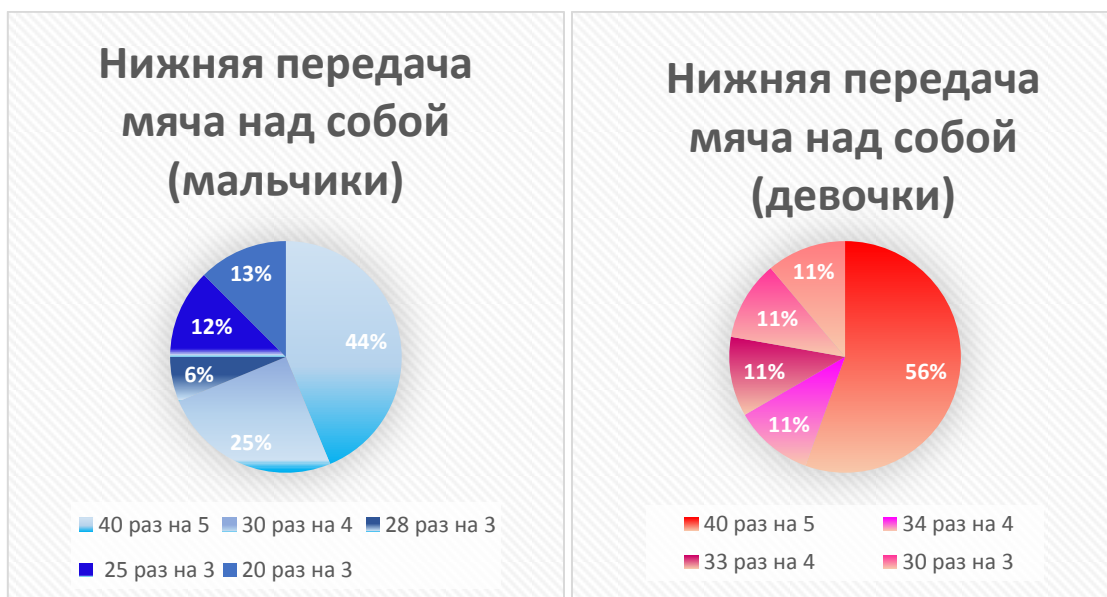 Нижняя передача
мяча над собой
(мальчики)
13%
12%
44%
6%
25%
40 раз на 5 30 раз на 4 28 раз на 3
25 раз на 3 20 раз на 3
Нижняя передача
мяча над собой
(девочки)
11%
11%
11%
56%
11%
40 раз на 5 34 раз на 4
33 раз на 4 30 раз на 3